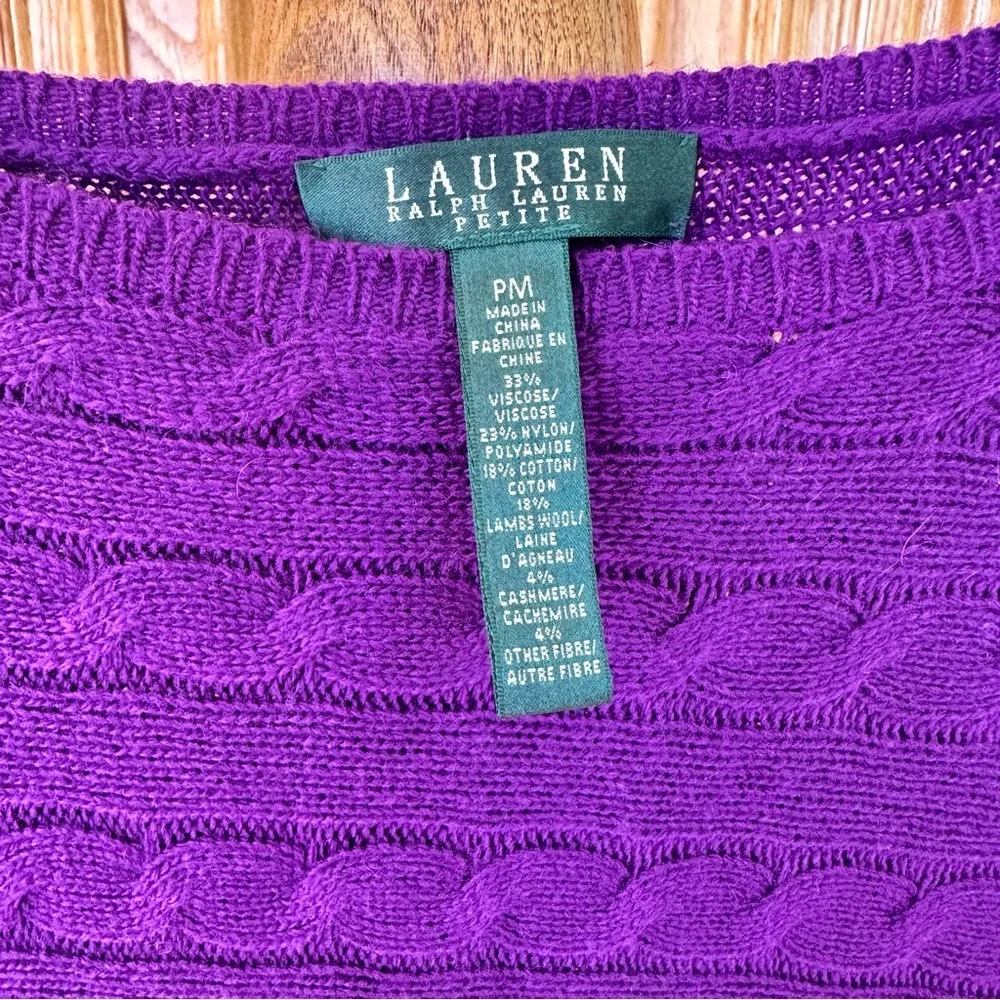 LAUREN
RALPH LAUREN
PETITE
PM
MADE IN
CHINA
FABRIQUE EN
CHINE
33%
VISCOSE/
VISCOSE
23% NYLON/
POLYAMIDE
18% COTTON/
COTON
18%
LAMBS WOOL/
LAINE
D'AGNEAU
4%
CASHMERE/
CACHEMIRE
4%
OTHER FIBRE/
AUTRE FIBRE